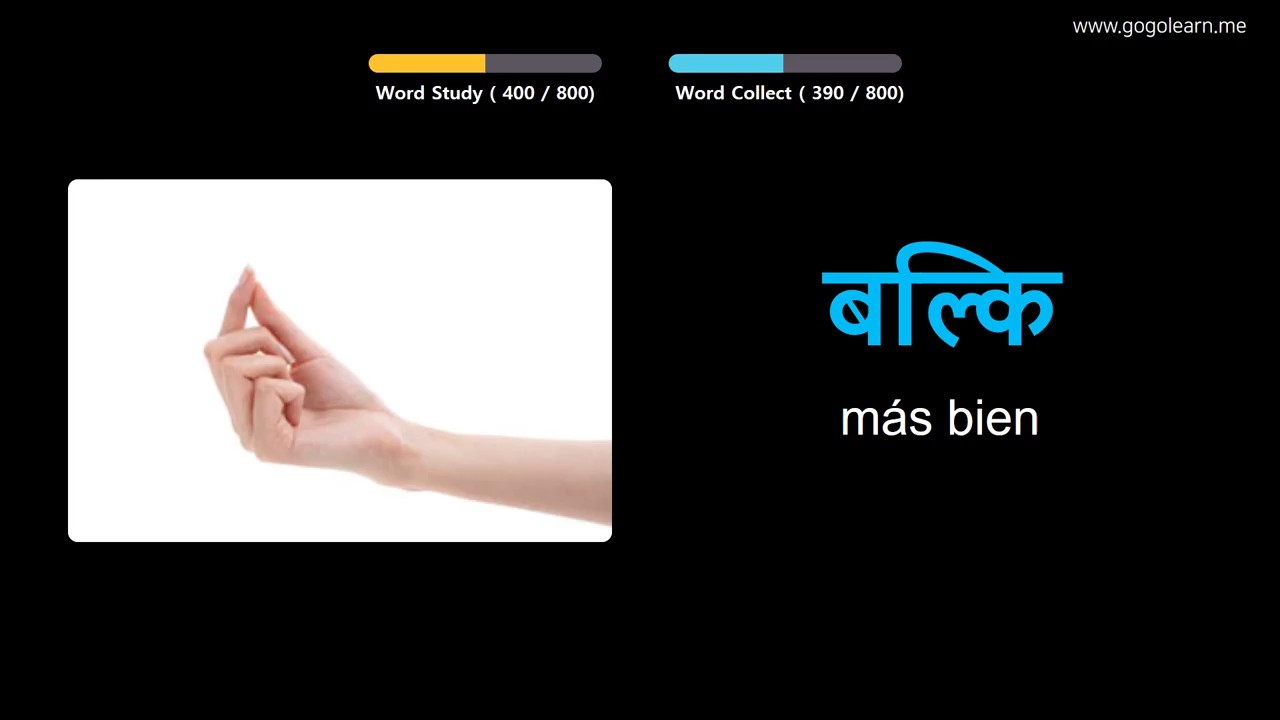 www.gogolearn.me
Word Study ( 400 / 800)
Word Collect ( 390 / 800)
बल्कि
más bien